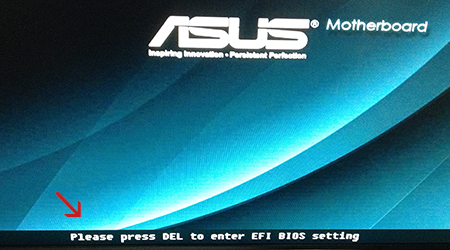 ASUS® Motherboard
Inspiring Innovation • Persistent Perfection
Please press DEL to enter EFI BIOS setting